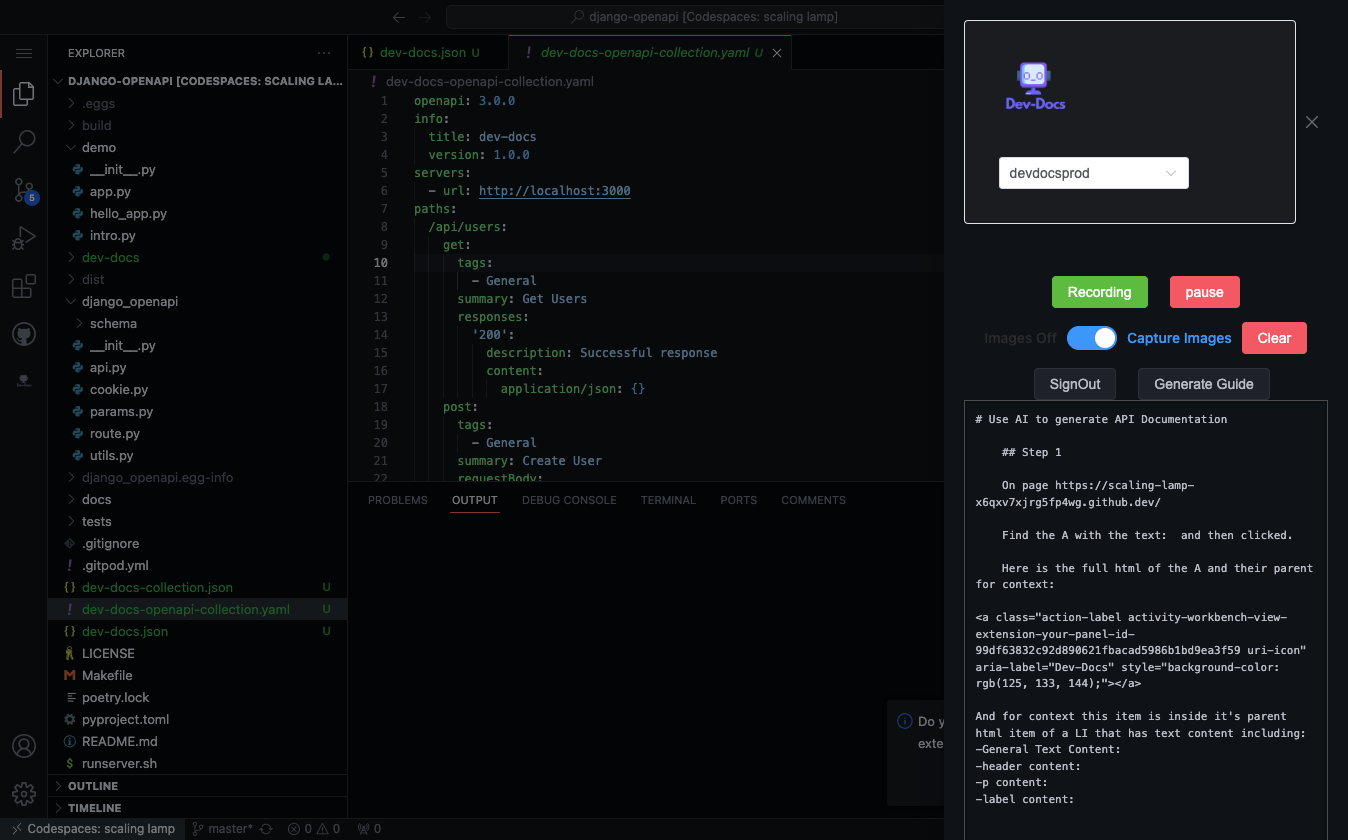 django-openapi [Codespaces: scaling lamp]
EXPLORER
DJANGO-OPENAPI [CODESPACES: SCALING LA...
.eggs
build
demo
__init__.py
app.py
hello_app.py
intro.py
dev-docs
dist
django_openapi
schema
__init__.py
api.py
cookie.py
params.py
route.py
utils.py
django_openapi.egg-info
docs
tests
.gitignore
.gitpod.yml
dev-docs-collection.json U
dev-docs-openapi-collection.yaml U
dev-docs.json U
LICENSE
Makefile
poetry.lock
pyproject.toml
README.md
runserver.sh
OUTLINE
TIMELINE
5
dev-docs.json U
dev-docs-openapi-collection.yaml U
dev-docs-openapi-collection.yaml
1 openapi: 3.0.0
2 info:
3 title: dev-docs
4 version: 1.0.0
5 servers:
6 - url: http://localhost:3000
7 paths:
8 /api/users:
9 get:
10 tags:
11 - General
12 summary: Get Users
13 responses:
14 '200':
15 description: Successful response
16 content:
17 application/json: {}
18 post:
19 tags:
20 - General
21 summary: Create User
22 requestBody:
PROBLEMS OUTPUT DEBUG CONSOLE TERMINAL PORTS COMMENTS
Do y
exte
Codespaces: scaling lamp master* 0 0 0
Dev-Docs
devdocsprod
Recording pause
Images Off Capture Images Clear
SignOut Generate Guide
# Use AI to generate API Documentation
## Step 1
On page https://scaling-lamp-
x6qxv7xjrg5fp4wg.github.dev/
Find the A with the text:  and then clicked.
Here is the full html of the A and their parent
for context:
<a class="action-label activity-workbench-view-
extension-your-panel-id-
99df63832c92d890621fbacad5986b1bd9ea3f59 uri-icon"
aria-label="Dev-Docs" style="background-color:
rgb(125, 133, 144);"></a>
And for context this item is inside it's parent
html item of a LI that has text content including:
-General Text Content:
-header content:
-p content:
-label content: